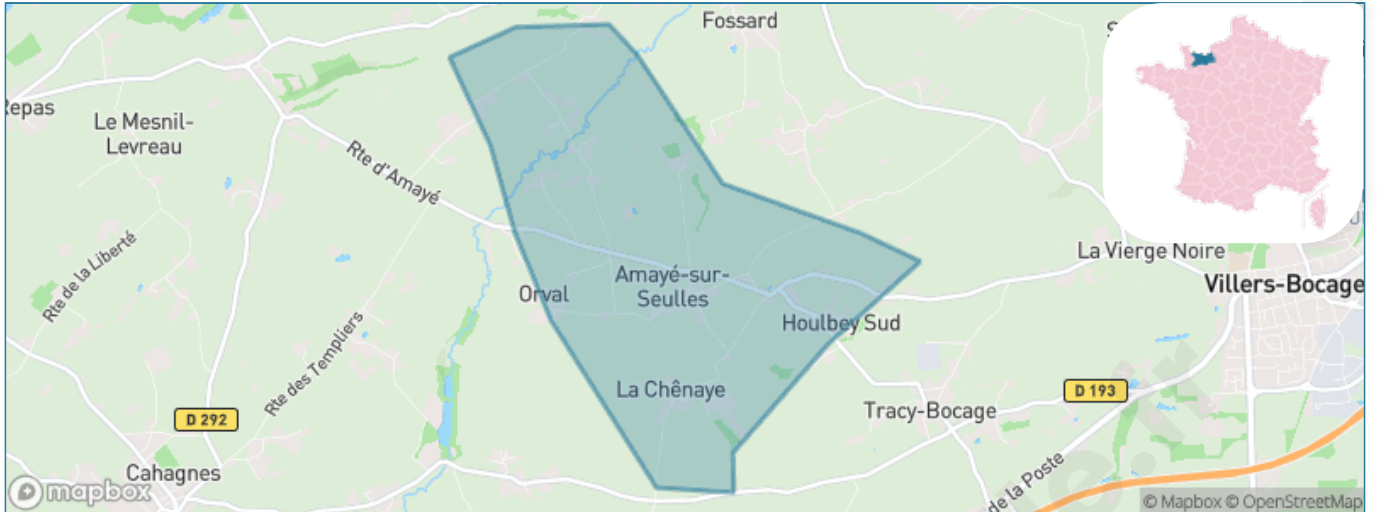 Fossard
Repas
Le Mesnil-
Levreau
Rte d'Amayé
Rte de la Liberté
La Vierge Noire
Villers-Bocage
Amayé-sur-
Seulles
Orval
Houlbey Sud
Rte des Templiers
La Chênaye
D 193
D 292
Tracy-Bocage
Cahagnes
de la Poste
mapbox
© Mapbox © OpenStreetMap